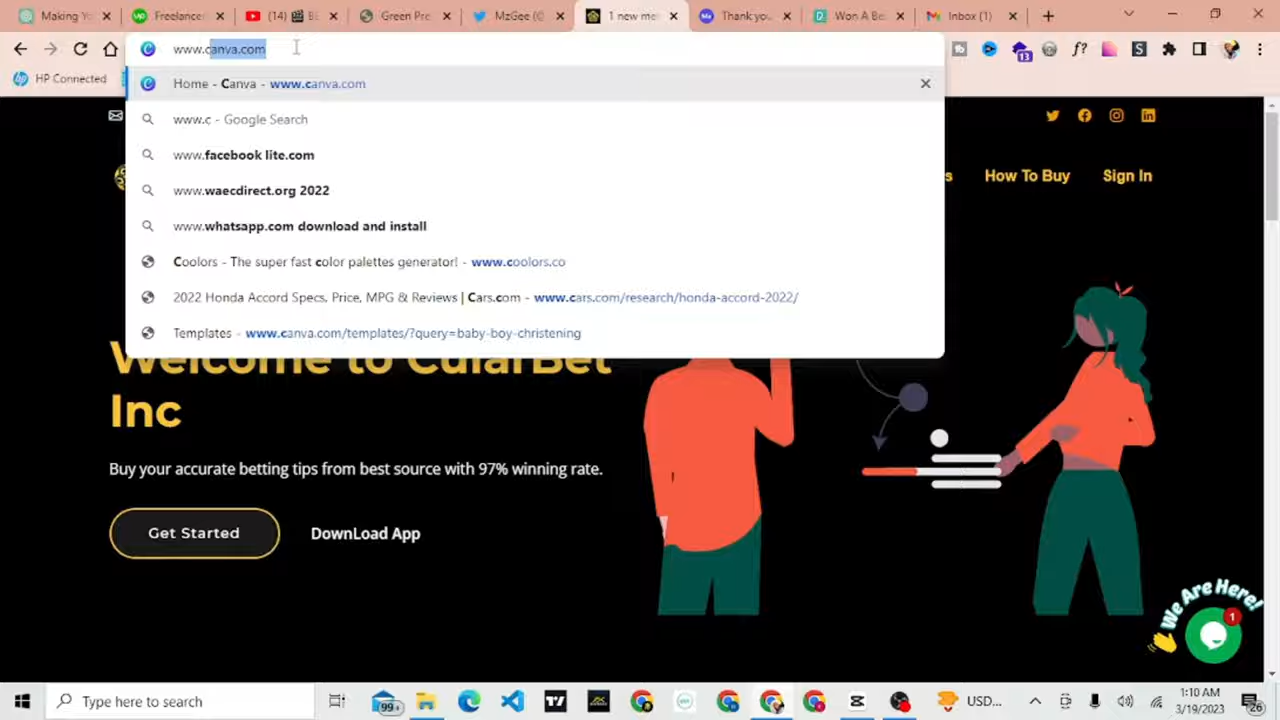 Making Yo
Freelancer
(14) 🎬 B
Green Pre
MzGee (@
1 new me
Thank you
Won A Be
Inbox (1)
www.canva.com
13
HP Connected
Home - Canva - www.canva.com
www.c - Google Search
www.facebook lite.com
www.waecdirect.org 2022
www.whatsapp.com download and install
Coolors - The super fast color palettes generator! - www.coolors.co
2022 Honda Accord Specs, Price, MPG & Reviews | Cars.com - www.cars.com/research/honda-accord-2022/
Templates - www.canva.com/templates/?query=baby-boy-christening
s
How To Buy
Sign In
Welcome to CularBet
Inc
Buy your accurate betting tips from best source with 97% winning rate.
Get Started
DownLoad App
We Are Here!
1
Type here to search
99+
USD...
1:10 AM
3/19/2023
26